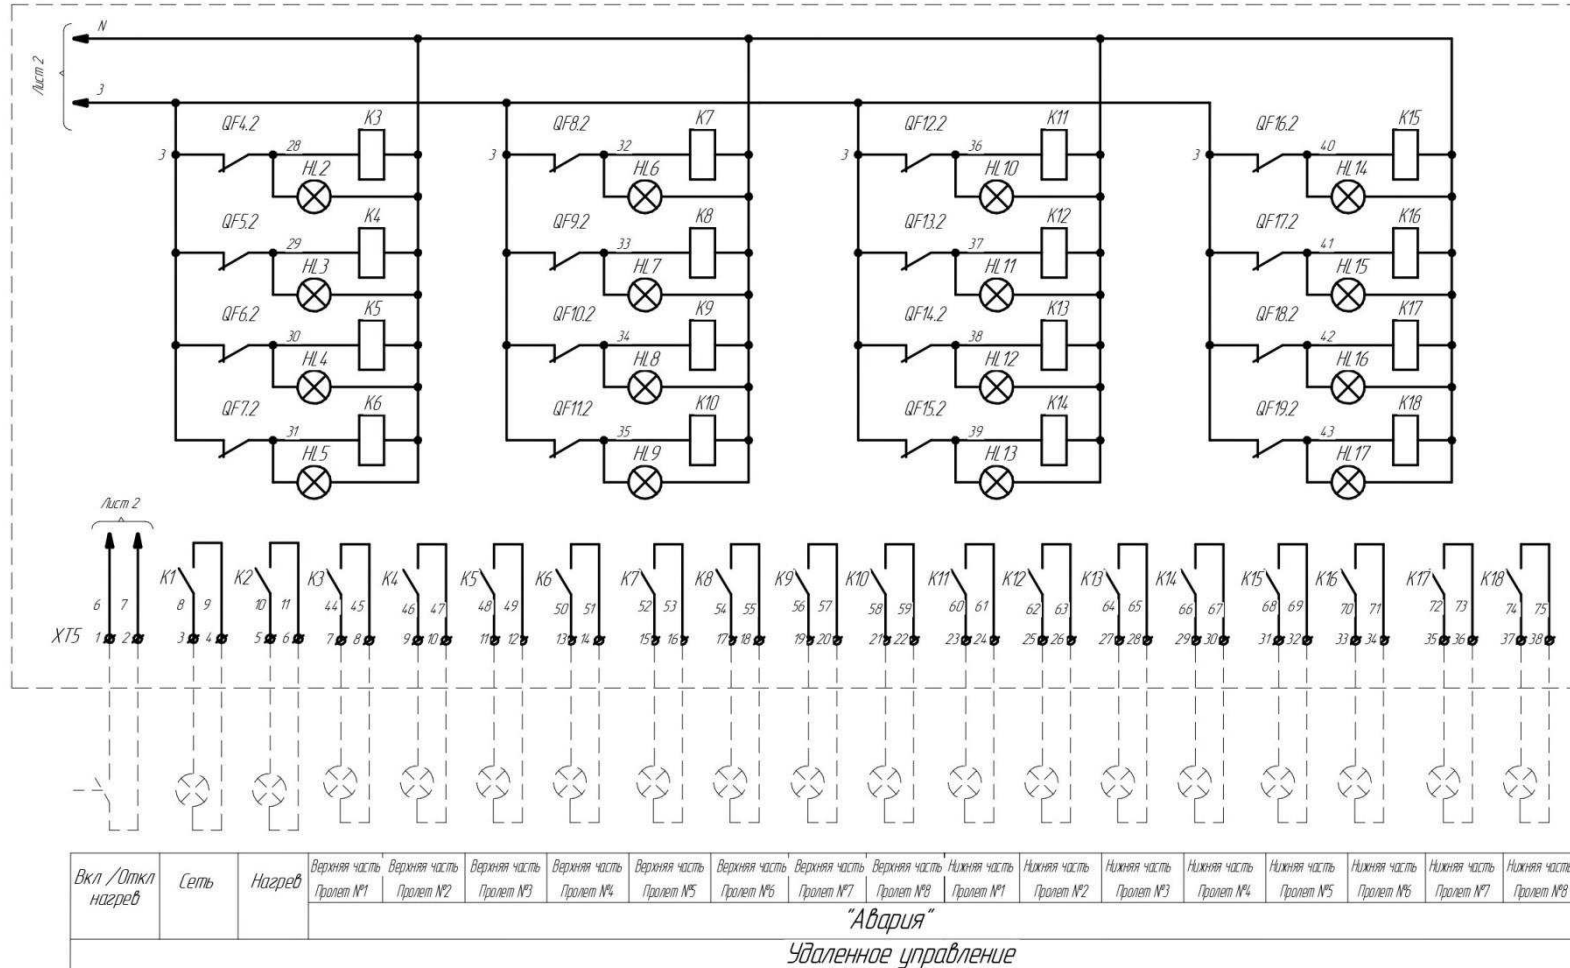 N
Лист 2
3
QF4.2 K3 QF8.2 K7 QF12.2 K11 QF16.2 K15
3 28 3 32 3 36 3 40
HL2 HL6 HL10 HL14
QF5.2 K4 QF9.2 K8 QF13.2 K12 QF17.2 K16
29 33 37 41
HL3 HL7 HL11 HL15
QF6.2 K5 QF10.2 K9 QF14.2 K13 QF18.2 K17
30 34 38 42
HL4 HL8 HL12 HL16
QF7.2 K6 QF11.2 K10 QF15.2 K14 QF19.2 K18
31 35 39 43
HL5 HL9 HL13 HL17
Лист 2
K1 K2 K3 K4 K5 K6 K7 K8 K9 K10 K11 K12 K13 K14 K15 K16 K17 K18
6 7 8 9 10 11 44 45 46 47 48 49 50 51 52 53 54 55 56 57 58 59 60 61 62 63 64 65 66 67 68 69 70 71 72 73 74 75
XT5 1 2 3 4 5 6 7 8 9 10 11 12 13 14 15 16 17 18 19 20 21 22 23 24 25 26 27 28 29 30 31 32 33 34 35 36 37 38
Вкл /Откл
нагрев
Сеть
Нагрев
Верхняя часть
Пролет №1
Верхняя часть
Пролет №2
Верхняя часть
Пролет №3
Верхняя часть
Пролет №4
Верхняя часть
Пролет №5
Верхняя часть
Пролет №6
Верхняя часть
Пролет №7
Верхняя часть
Пролет №8
Нижняя часть
Пролет №1
Нижняя часть
Пролет №2
Нижняя часть
Пролет №3
Нижняя часть
Пролет №4
Нижняя часть
Пролет №5
Нижняя часть
Пролет №6
Нижняя часть
Пролет №7
Нижняя часть
Пролет №8
"Авария"
Удаленное управление